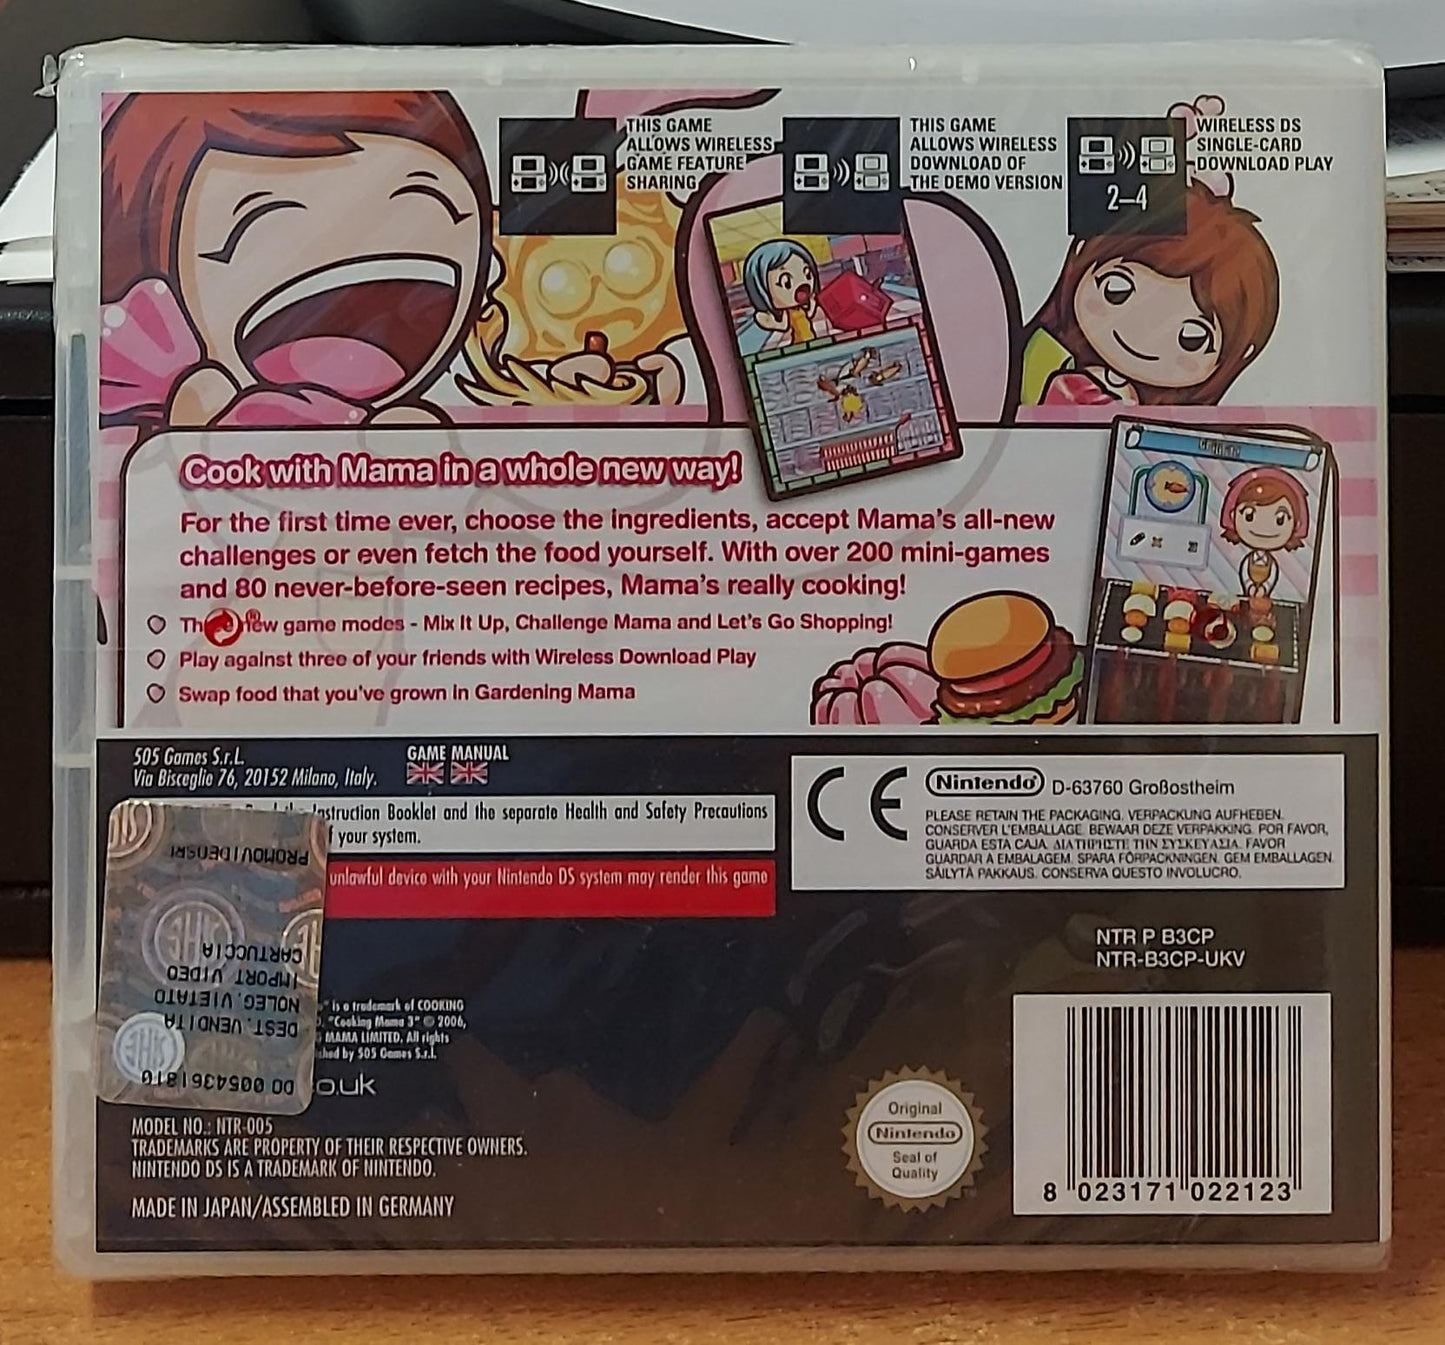 THIS GAME
ALLOWS WIRELESS
GAME FEATURE
SHARING
THIS GAME
ALLOWS WIRELESS
DOWNLOAD OF
THE DEMO VERSION
WIRELESS DS
SINGLE-CARD
DOWNLOAD PLAY
2–4
Cook with Mama in a whole new way!
For the first time ever, choose the ingredients, accept Mama's all-new
challenges or even fetch the food yourself. With over 200 mini-games
and 80 never-before-seen recipes, Mama's really cooking!
new game modes - Mix It Up, Challenge Mama and Let's Go Shopping!
Play against three of your friends with Wireless Download Play
Swap food that you've grown in Gardening Mama
505 Games S.r.L.
Via Bisceglie 76, 20152 Milano, Italy.
GAME MANUAL
Instruction Booklet and the separate Health and Safety Precautions
your system.
unlawful device with your Nintendo DS system may render this game
CE
Nintendo D-63760 Großostheim
PLEASE RETAIN THE PACKAGING. VERPACKUNG AUFHEBEN.
CONSERVER L'EMBALLAGE. BEWAAR DEZE VERPAKKING. POR FAVOR,
GUARDA ESTA CAJA. ΔΙΑΤΗΡΗΣΤΕ ΤΗΝ ΣΥΣΚΕΥΑΣΙΑ. FAVOR
GUARDAR A EMBALAGEM. SPARA FÖRPACKNINGEN. GEM EMBALLAGEN.
SÄILYTÄ PAKKAUS. CONSERVA QUESTO INVOLUCRO.
NTR P B3CP
NTR-B3CP-UKV
DO 00543618TG
DEST.VENDITA
NOLEG.VIETATO
IMPORT VIDEO
CARTUCCIA
is a trademark of COOKING
"Cooking Mama 3" © 2006,
MAMA LIMITED. All rights
by 505 Games S.r.l.
o.uk
MODEL NO.: NTR-005
TRADEMARKS ARE PROPERTY OF THEIR RESPECTIVE OWNERS.
NINTENDO DS IS A TRADEMARK OF NINTENDO.
MADE IN JAPAN/ASSEMBLED IN GERMANY
Original
Nintendo
Seal of
Quality
8 023171 022123